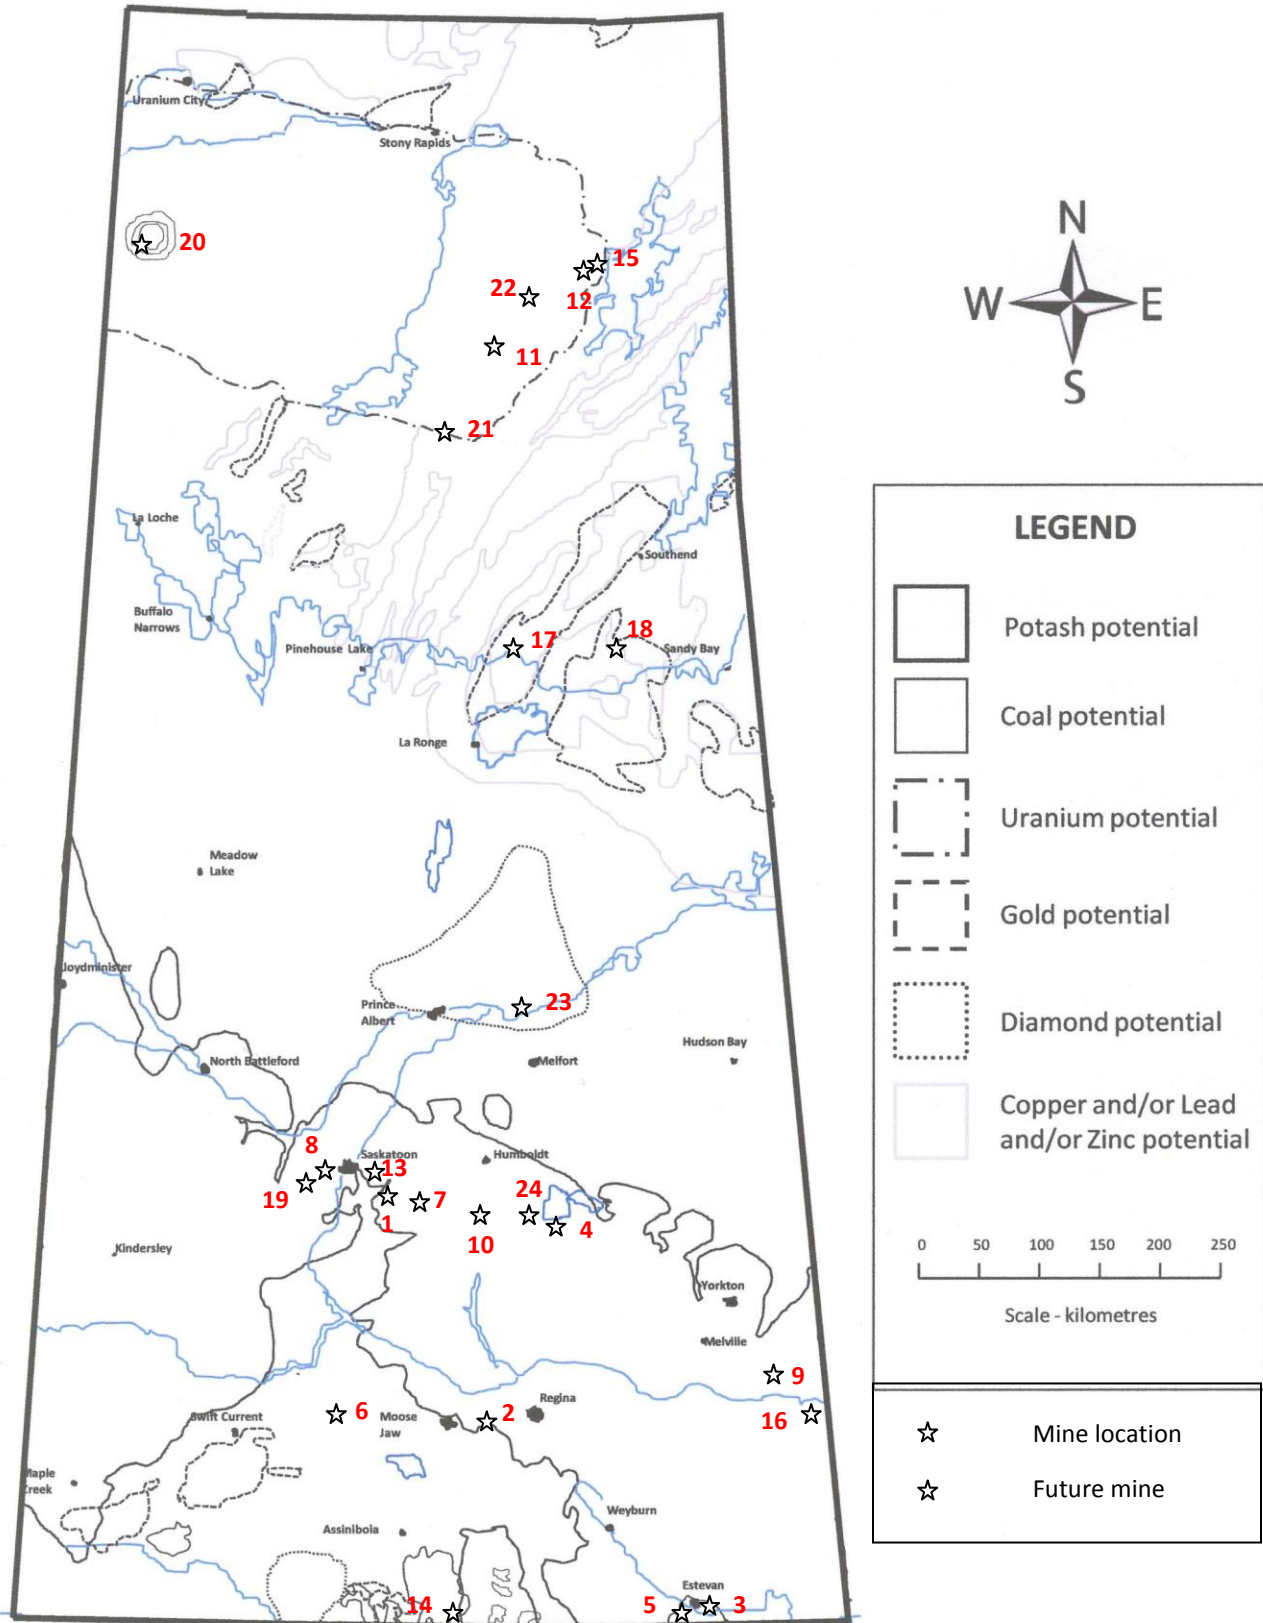 Uranium City
Stony Rapids
20
15
22
12
11
21
La Loche
Southend
Buffalo
Narrows
17
18
Pinehouse Lake
Sandy Bay
La Ronge
Meadow
Lake
Lloydminister
23
Prince
Albert
Hudson Bay
North Battleford
Melfort
8
Saskatoon
Humboldt
13
19
1
7
24
10
4
Kindersley
Yorkton
Melville
9
6
Swift Current
Moose
Jaw
2
Regina
16
Maple
Creek
Weyburn
Assiniboia
Estevan
14
5
3
N
W
E
S
LEGEND
Potash potential
Coal potential
Uranium potential
Gold potential
Diamond potential
Copper and/or Lead
and/or Zinc potential
0 50 100 150 200 250
Scale - kilometres
Mine location
Future mine